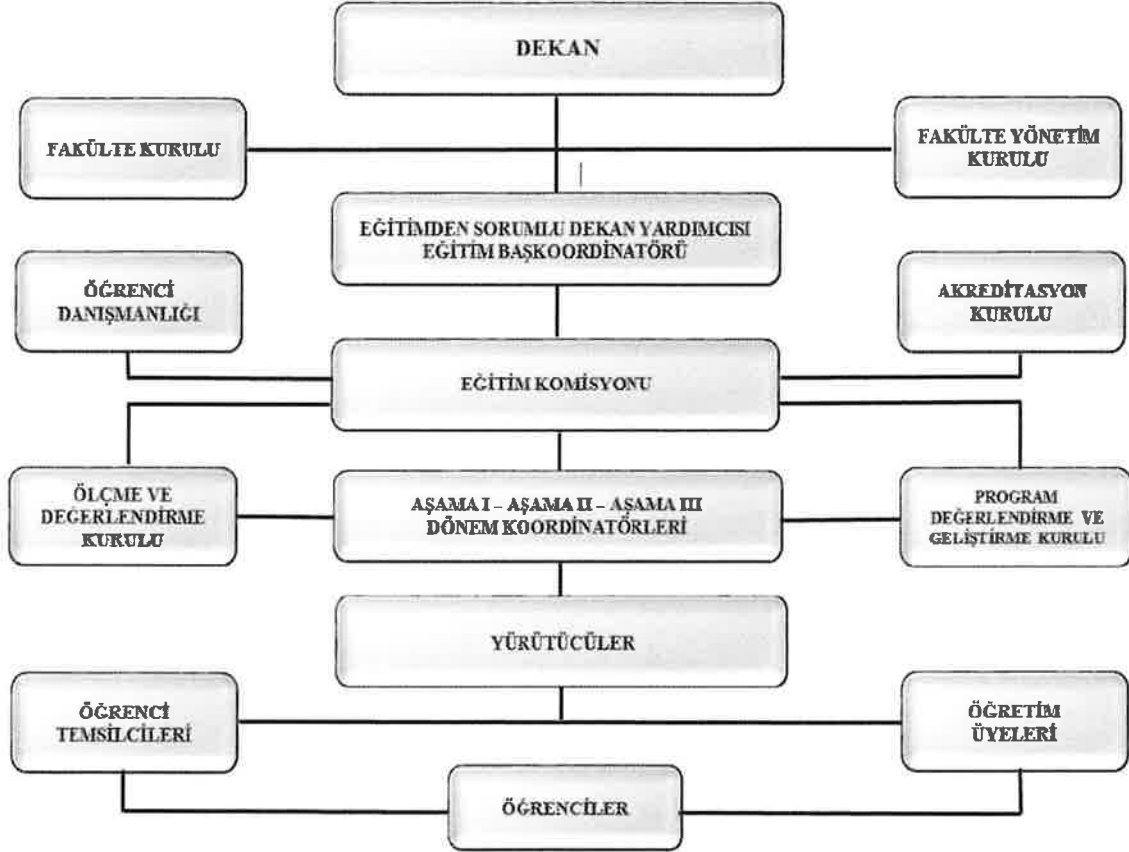 DEKAN
FAKÜLTE KURULU
FAKÜLTE YÖNETİM
KURULU
EĞİTİMDEN SORUMLU DEKAN YARDIMCISI
EĞİTİM BAŞKOORDİNATÖRÜ
ÖĞRENCİ
DANIŞMANLIĞI
AKREDİTASYON
KURULU
EĞİTİM KOMİSYONU
ÖLÇME VE
DEĞERLENDİRME
KURULU
AŞAMA I – AŞAMA II – AŞAMA III
DÖNEM KOORDİNATÖRLERİ
PROGRAM
DEĞERLENDİRME VE
GELİŞTİRME KURULU
YÜRÜTÜCÜLER
ÖĞRENCİ
TEMSİLCİLERİ
ÖĞRETİM
ÜYELERİ
ÖĞRENCİLER